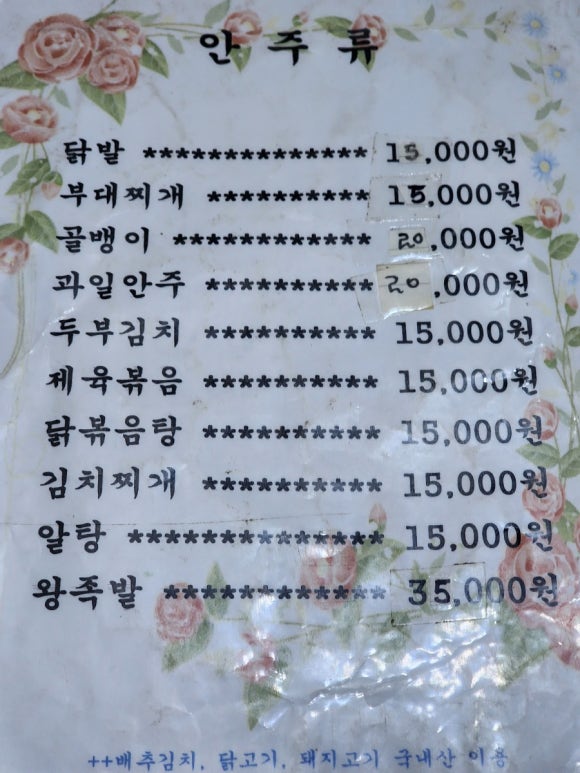 안 주 류
닭발 ************** 15,000원
부대찌개 ********** 15,000원
골뱅이 ************ 20,000원
과일안주 ********** 20,000원
두부김치 ********** 15,000원
제육볶음 ********** 15,000원
닭볶음탕 ********** 15,000원
김치찌개 ********** 15,000원
알탕 ************** 15,000원
왕족발 ************ 35,000원
++배추김치, 닭고기, 돼지고기 국내산 이용